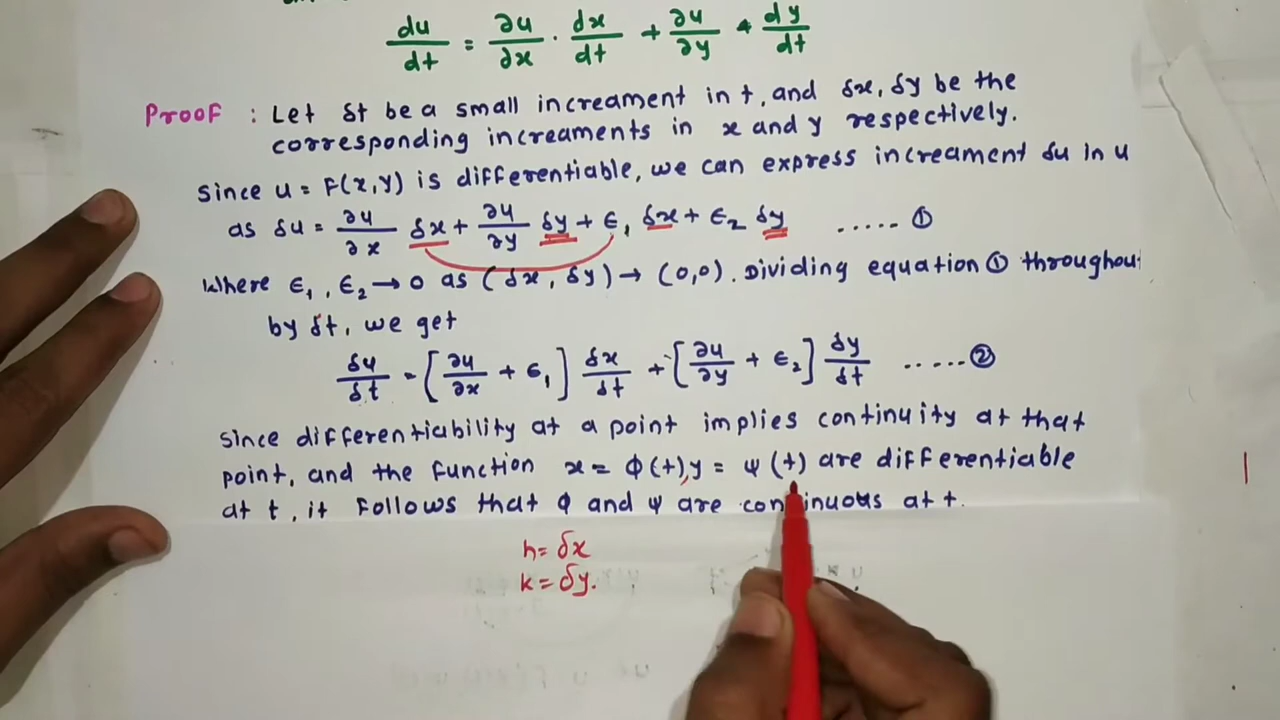 du/dt = ∂u/∂x · dx/dt + ∂u/∂y * dy/dt
Proof : Let δt be a small increament in t, and δx, δy be the
corresponding increaments in x and y respectively.
Since u = F(x,y) is differentiable, we can express increament δu in u
as δu = ∂u/∂x δx + ∂u/∂y δy + ϵ₁ δx + ϵ₂ δy ...... ①
Where ϵ₁, ϵ₂ → 0 as (δx, δy) → (0,0). Dividing equation ① throughout
by δt, we get
δu/δt = [∂u/∂x + ϵ₁] δx/δt + [∂u/∂y + ϵ₂] δy/δt ...... ②
Since differentiability at a point implies continuity at that
point, and the function x = ϕ(t), y = ψ(t) are differentiable
at t, it follows that ϕ and ψ are continuous at t.
h = δx
k = δy.